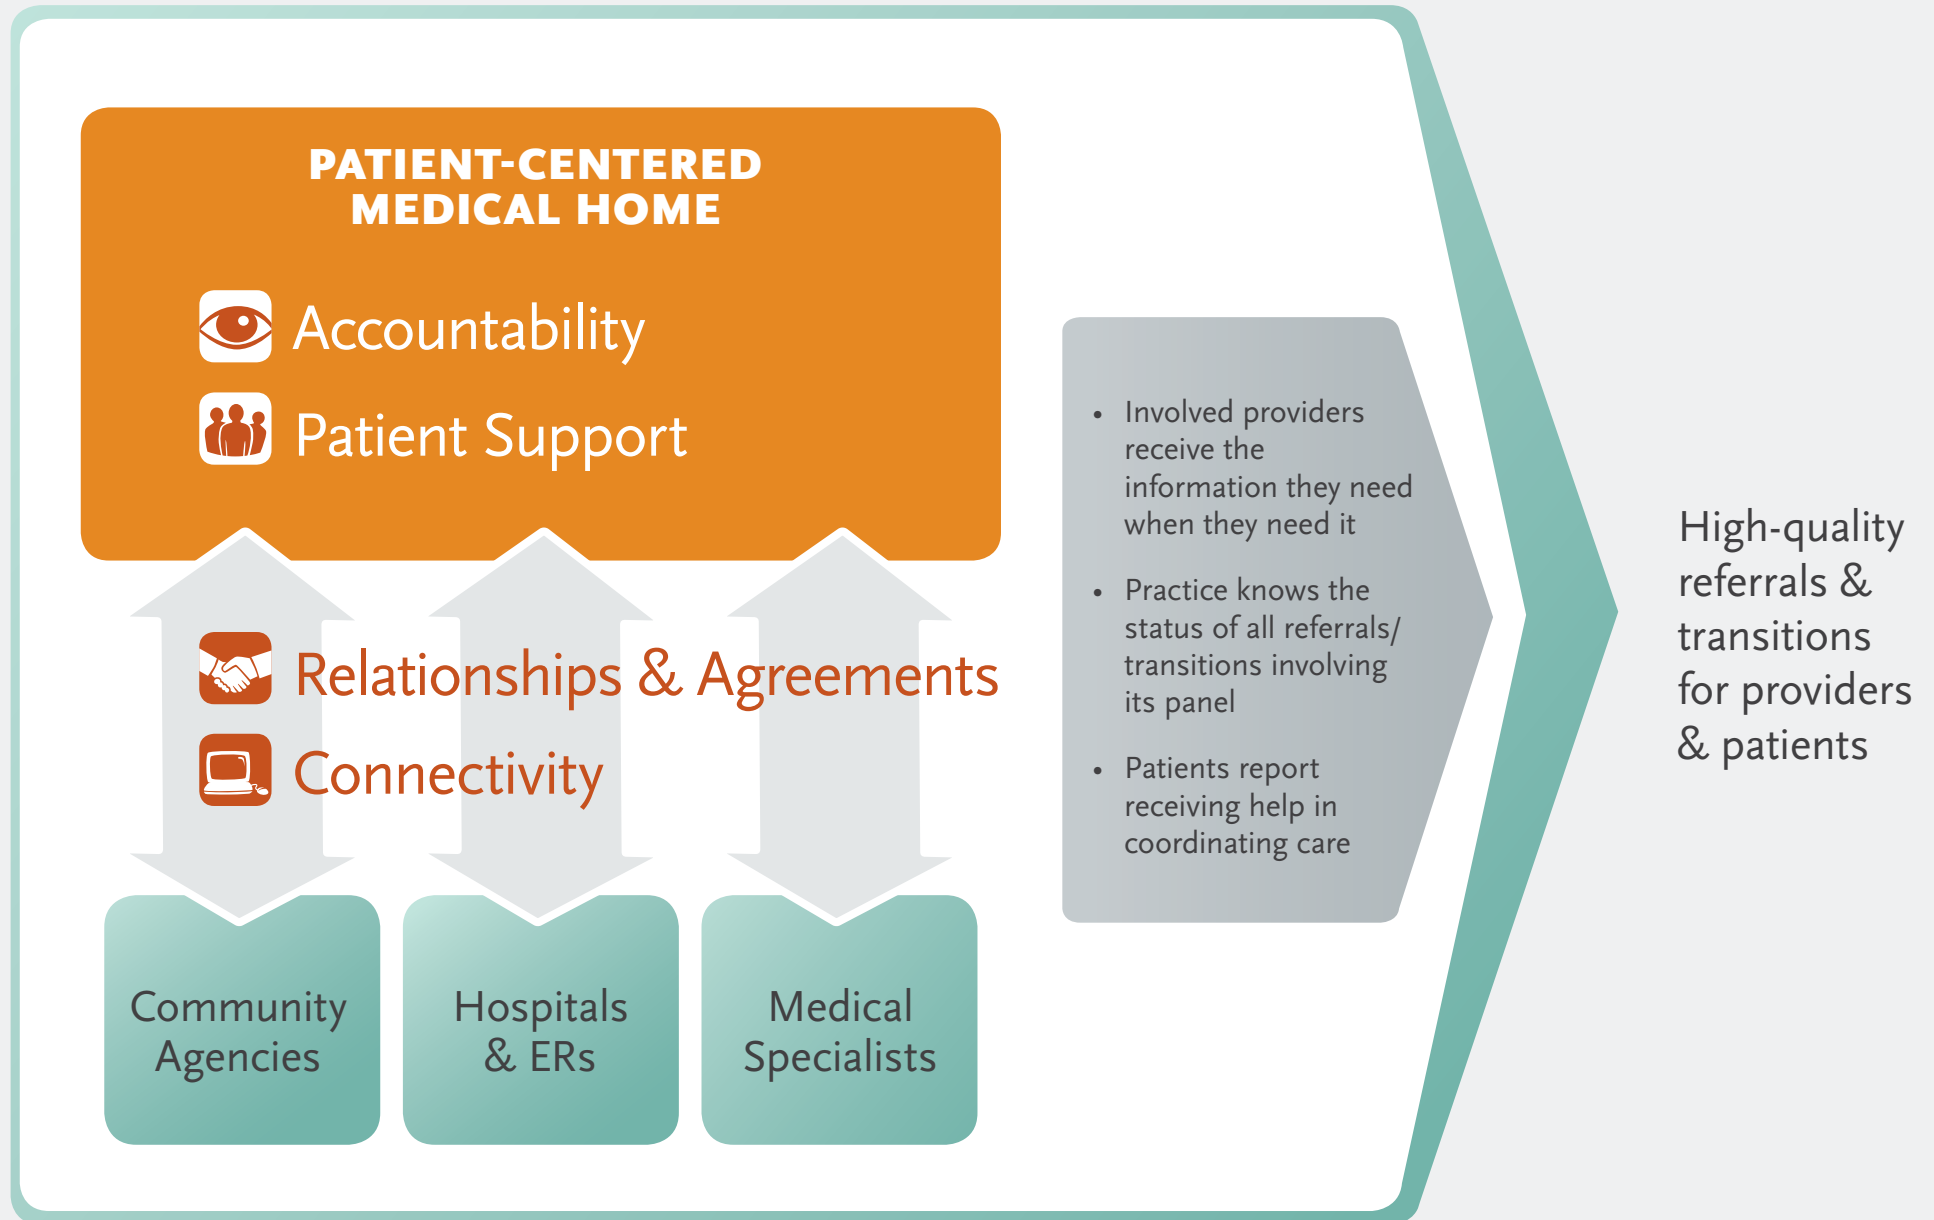 PATIENT-CENTERED
MEDICAL HOME
Accountability
Patient Support
Relationships & Agreements
Connectivity
Community
Agencies
Hospitals
& ERs
Medical
Specialists
• Involved providers
receive the
information they need
when they need it
• Practice knows the
status of all referrals/
transitions involving
its panel
• Patients report
receiving help in
coordinating care
High-quality
referrals &
transitions
for providers
& patients